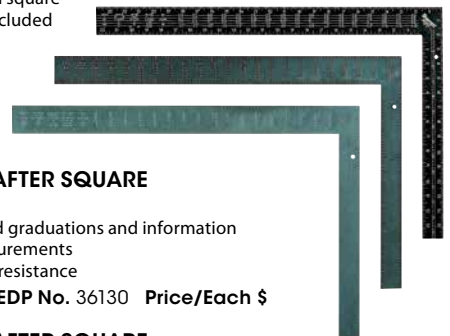 square
cluded
AFTER SQUARE
d graduations and information
urements
resistance
EDP No. 36130 Price/Each $
AFTER SQUARE